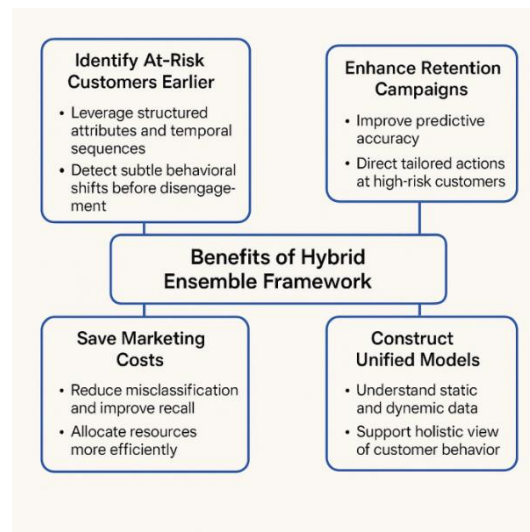 Identify At-Risk
Customers Earlier
• Leverage structured
attributes and temporal
sequences
• Detect subtle behavioral
shifts before disengage-
ment
Enhance Retention
Campaigns
• Improve predictive
accuracy
• Direct tailored actions
at high-risk customers
Benefits of Hybrid
Ensemble Framework
Save Marketing
Costs
• Reduce misclassification
and improve recall
• Allocate resources
more efficiently
Construct
Unified Models
• Understand static
and dynemic data
• Support holistic view
of customer behavior